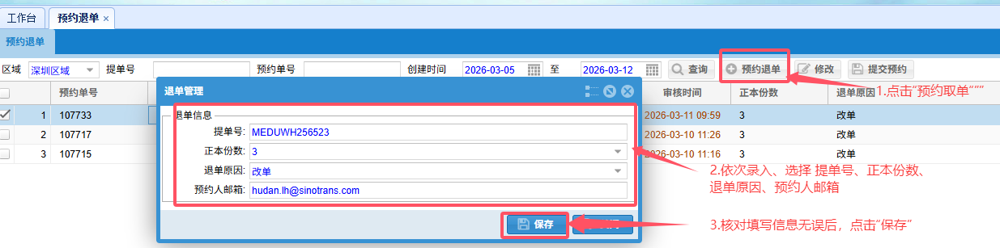 工作台 预约退单 ×
预约退单
区域 深圳区域 提单号 预约单号 创建时间 2026-03-05 至 2026-03-12 查询 预约退单 修改 提交预约
预约单号 审核时间 正本份数 退单原因
1.点击“预约取单”””
退单管理
1 107733 2026-03-11 09:59 3 改单
2 107717 2026-03-10 11:26 3 改单
3 107715 2026-03-10 11:16 3 改单
退单信息
提单号: MEDUWH256523
正本份数: 3
退单原因: 改单
预约人邮箱: hudan.lh@sinotrans.com
2.依次录入、选择 提单号、正本份数、
退单原因、预约人邮箱
保存
3.核对填写信息无误后，点击“保存”